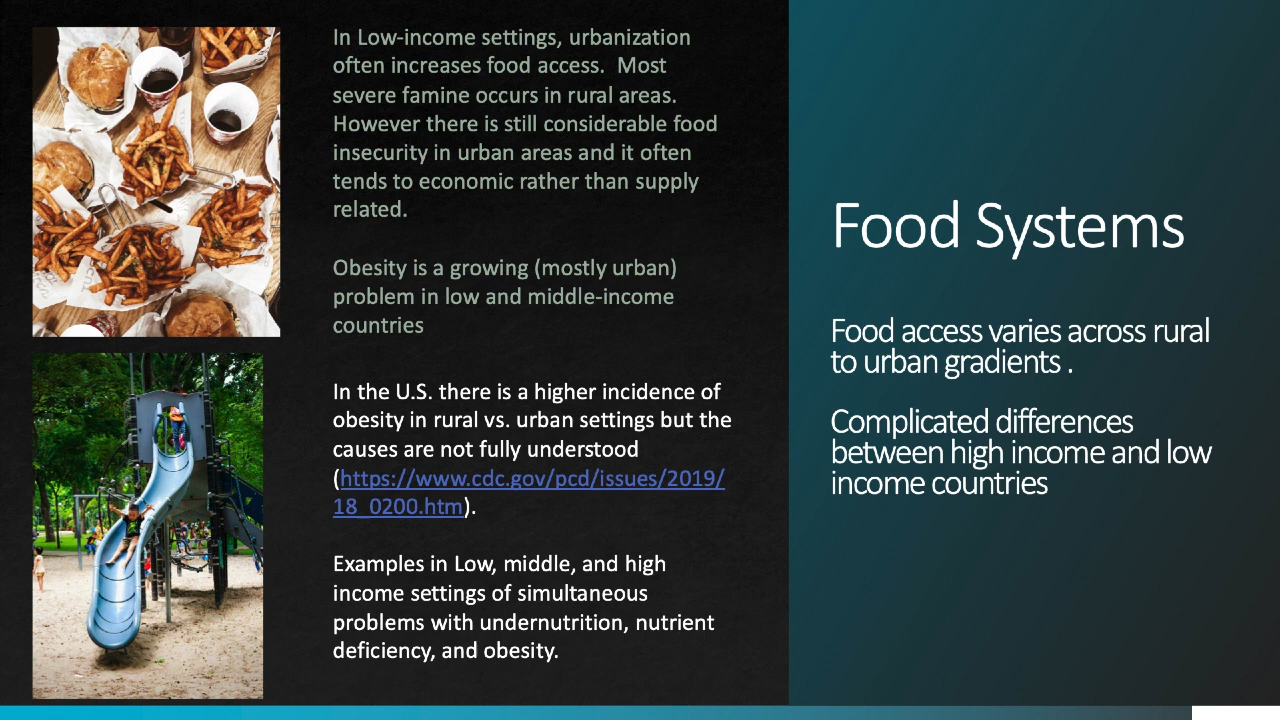 In Low-income settings, urbanization
often increases food access.  Most
severe famine occurs in rural areas.
However there is still considerable food
insecurity in urban areas and it often
tends to economic rather than supply
related.
Obesity is a growing (mostly urban)
problem in low and middle-income
countries
In the U.S. there is a higher incidence of
obesity in rural vs. urban settings but the
causes are not fully understood
(https://www.cdc.gov/pcd/issues/2019/
18_0200.htm).
Examples in Low, middle, and high
income settings of simultaneous
problems with undernutrition, nutrient
deficiency, and obesity.
Food Systems
Food access varies across rural
to urban gradients .
Complicated differences
between high income and low
income countries